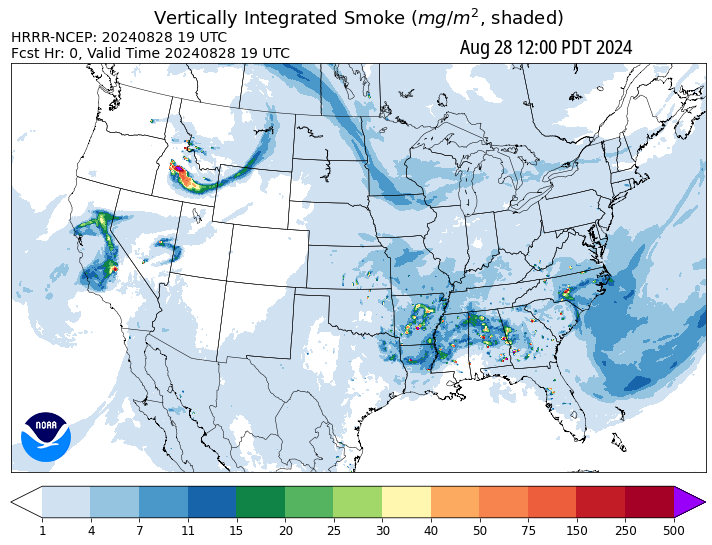 Vertically Integrated Smoke (mg/m², shaded)
HRRR-NCEP: 20240828 19 UTC
Fcst Hr: 0, Valid Time 20240828 19 UTC
Aug 28 12:00 PDT 2024
NOAA
1 4 7 11 15 20 25 30 40 50 75 150 250 500